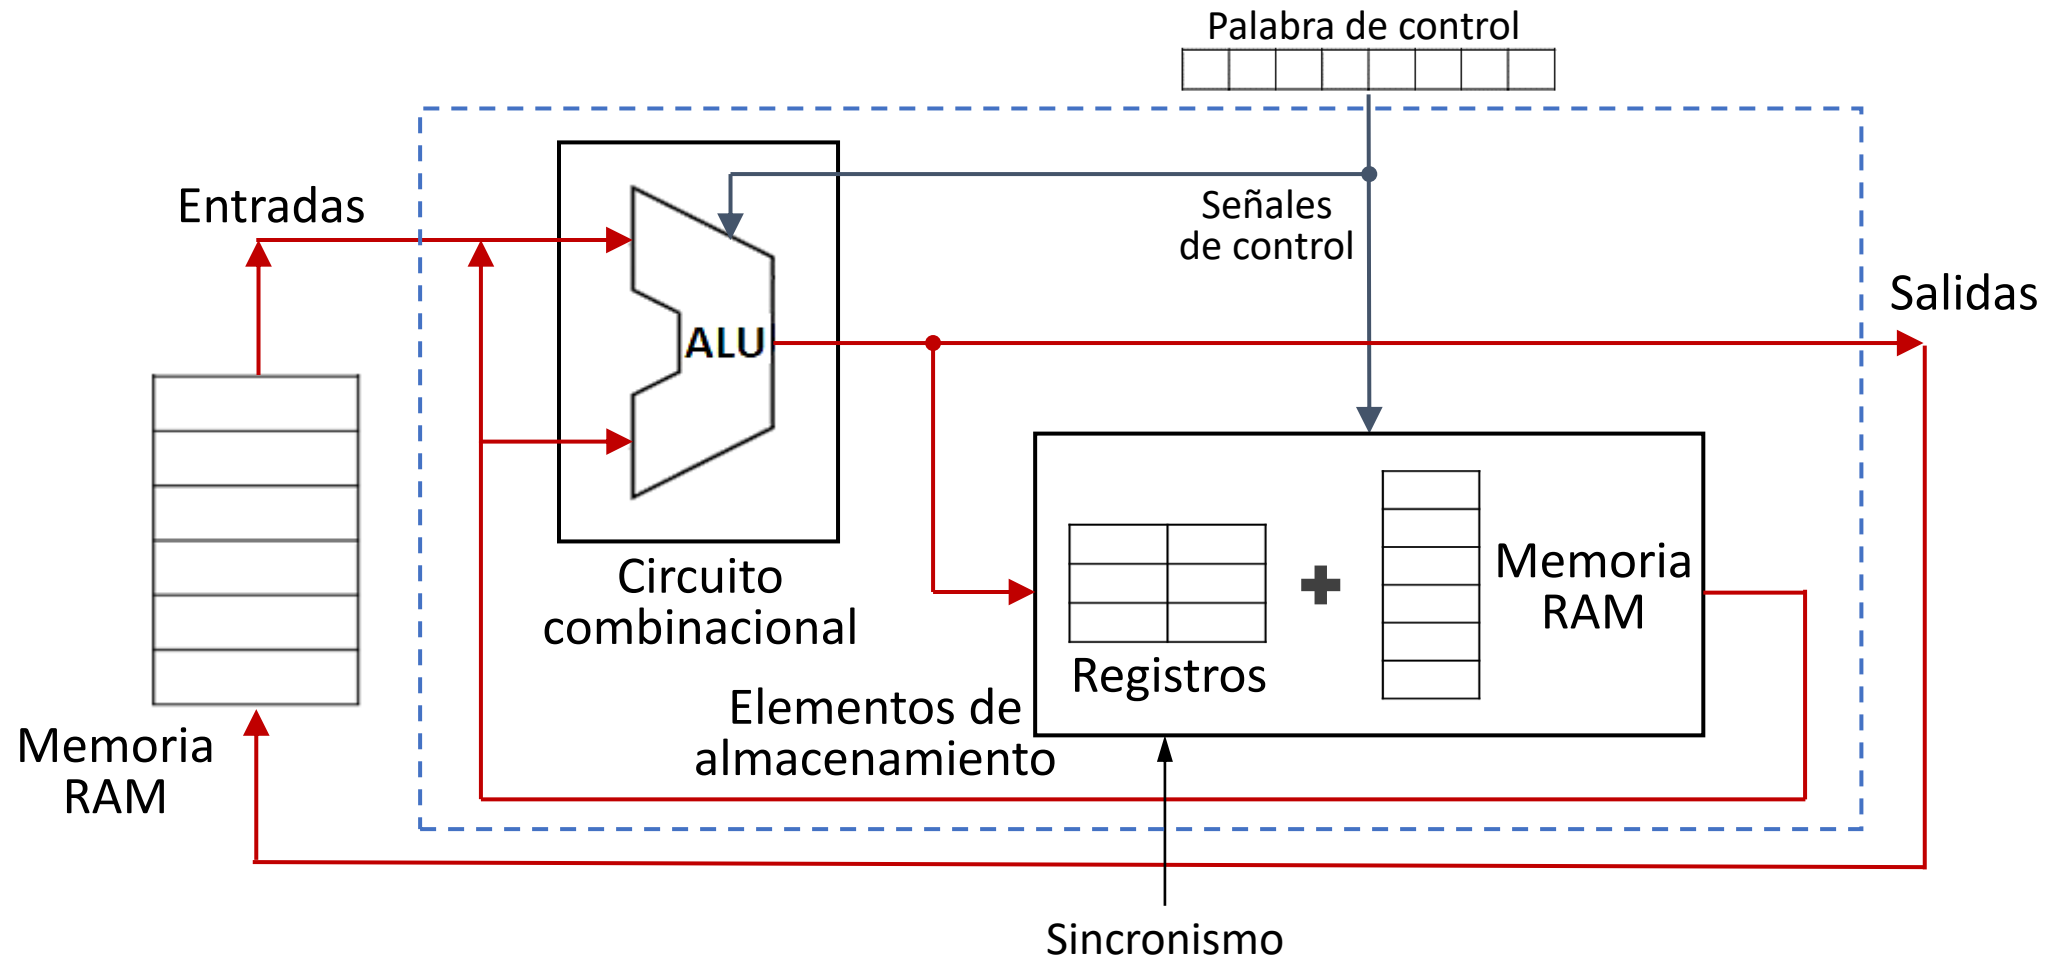 Palabra de control
Entradas
Señales
de control
Salidas
ALU
Circuito
combinacional
Memoria
RAM
Registros
Elementos de
almacenamiento
Memoria
RAM
Sincronismo